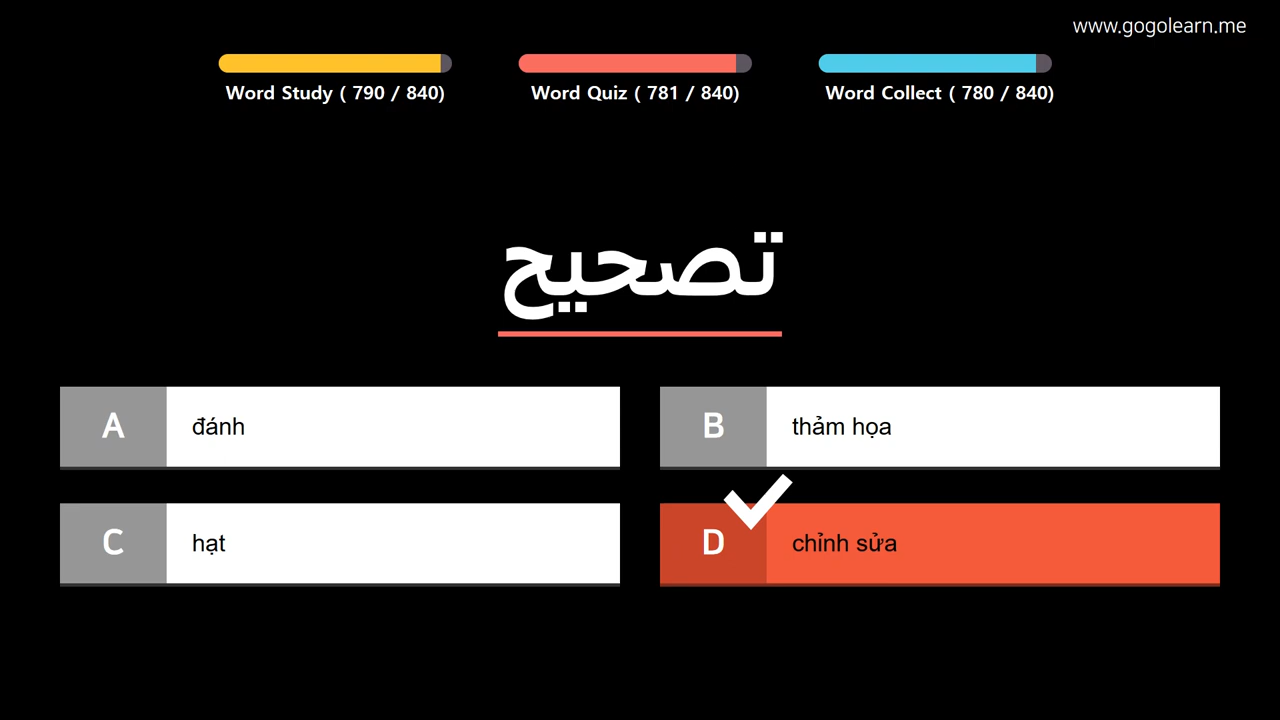 www.gogolearn.me
Word Study ( 790 / 840)
Word Quiz ( 781 / 840)
Word Collect ( 780 / 840)
تصحيح
A đánh
B thảm họa
C hạt
D chỉnh sửa